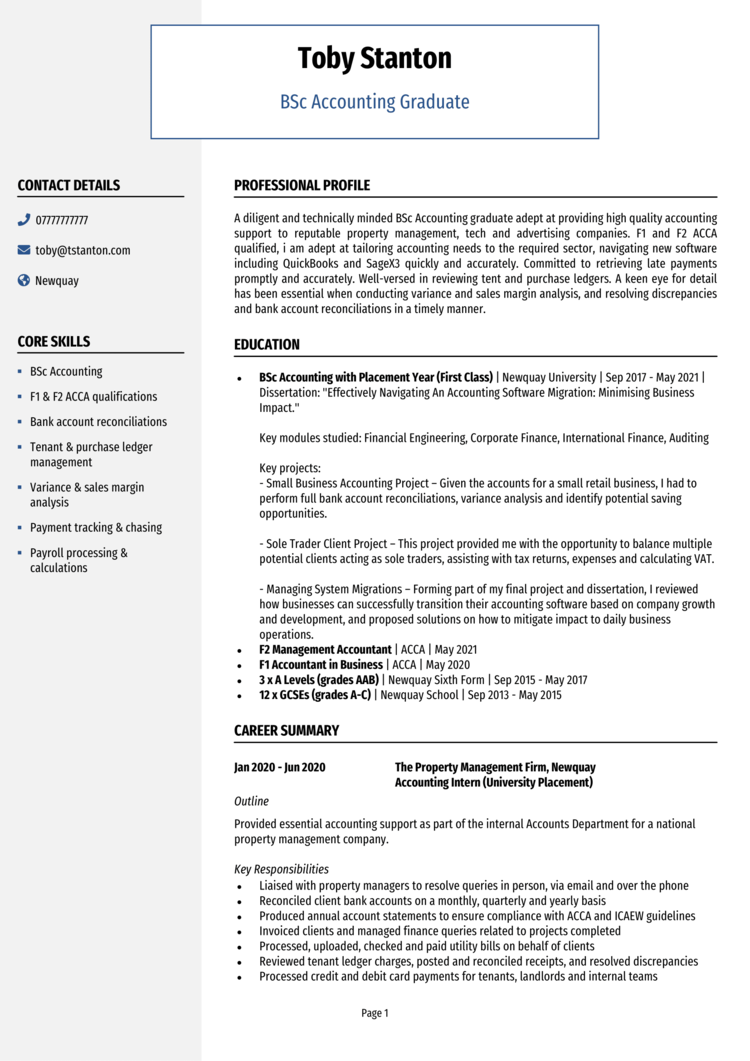 Toby Stanton
BSc Accounting Graduate
CONTACT DETAILS
0777777777
toby@tstanton.com
Newquay
CORE SKILLS
▪ BSc Accounting
▪ F1 & F2 ACCA qualifications
▪ Bank account reconciliations
▪ Tenant & purchase ledger
management
▪ Variance & sales margin
analysis
▪ Payment tracking & chasing
▪ Payroll processing &
calculations
PROFESSIONAL PROFILE
A diligent and technically minded BSc Accounting graduate adept at providing high quality accounting
support to reputable property management, tech and advertising companies. F1 and F2 ACCA
qualified, i am adept at tailoring accounting needs to the required sector, navigating new software
including QuickBooks and SageX3 quickly and accurately. Committed to retrieving late payments
promptly and accurately. Well-versed in reviewing tent and purchase ledgers. A keen eye for detail
has been essential when conducting variance and sales margin analysis, and resolving discrepancies
and bank account reconciliations in a timely manner.
EDUCATION
• BSc Accounting with Placement Year (First Class) | Newquay University | Sep 2017 - May 2021 |
Dissertation: "Effectively Navigating An Accounting Software Migration: Minimising Business
Impact."
Key modules studied: Financial Engineering, Corporate Finance, International Finance, Auditing
Key projects:
- Small Business Accounting Project – Given the accounts for a small retail business, I had to
perform full bank account reconciliations, variance analysis and identify potential saving
opportunities.
- Sole Trader Client Project – This project provided me with the opportunity to balance multiple
potential clients acting as sole traders, assisting with tax returns, expenses and calculating VAT.
- Managing System Migrations – Forming part of my final project and dissertation, I reviewed
how businesses can successfully transition their accounting software based on company growth
and development, and proposed solutions on how to mitigate impact to daily business
operations.
• F2 Management Accountant | ACCA | May 2021
• F1 Accountant in Business | ACCA | May 2020
• 3 x A Levels (grades AAB) | Newquay Sixth Form | Sep 2015 - May 2017
• 12 x GCSEs (grades A-C) | Newquay School | Sep 2013 - May 2015
CAREER SUMMARY
Jan 2020 - Jun 2020 The Property Management Firm, Newquay
Accounting Intern (University Placement)
Outline
Provided essential accounting support as part of the internal Accounts Department for a national
property management company.
Key Responsibilities
• Liaised with property managers to resolve queries in person, via email and over the phone
• Reconciled client bank accounts on a monthly, quarterly and yearly basis
• Produced annual account statements to ensure compliance with ACCA and ICAEW guidelines
• Invoiced clients and managed finance queries related to projects completed
• Processed, uploaded, checked and paid utility bills on behalf of clients
• Reviewed tenant ledger charges, posted and reconciled receipts, and resolved discrepancies
• Processed credit and debit card payments for tenants, landlords and internal teams
Page 1